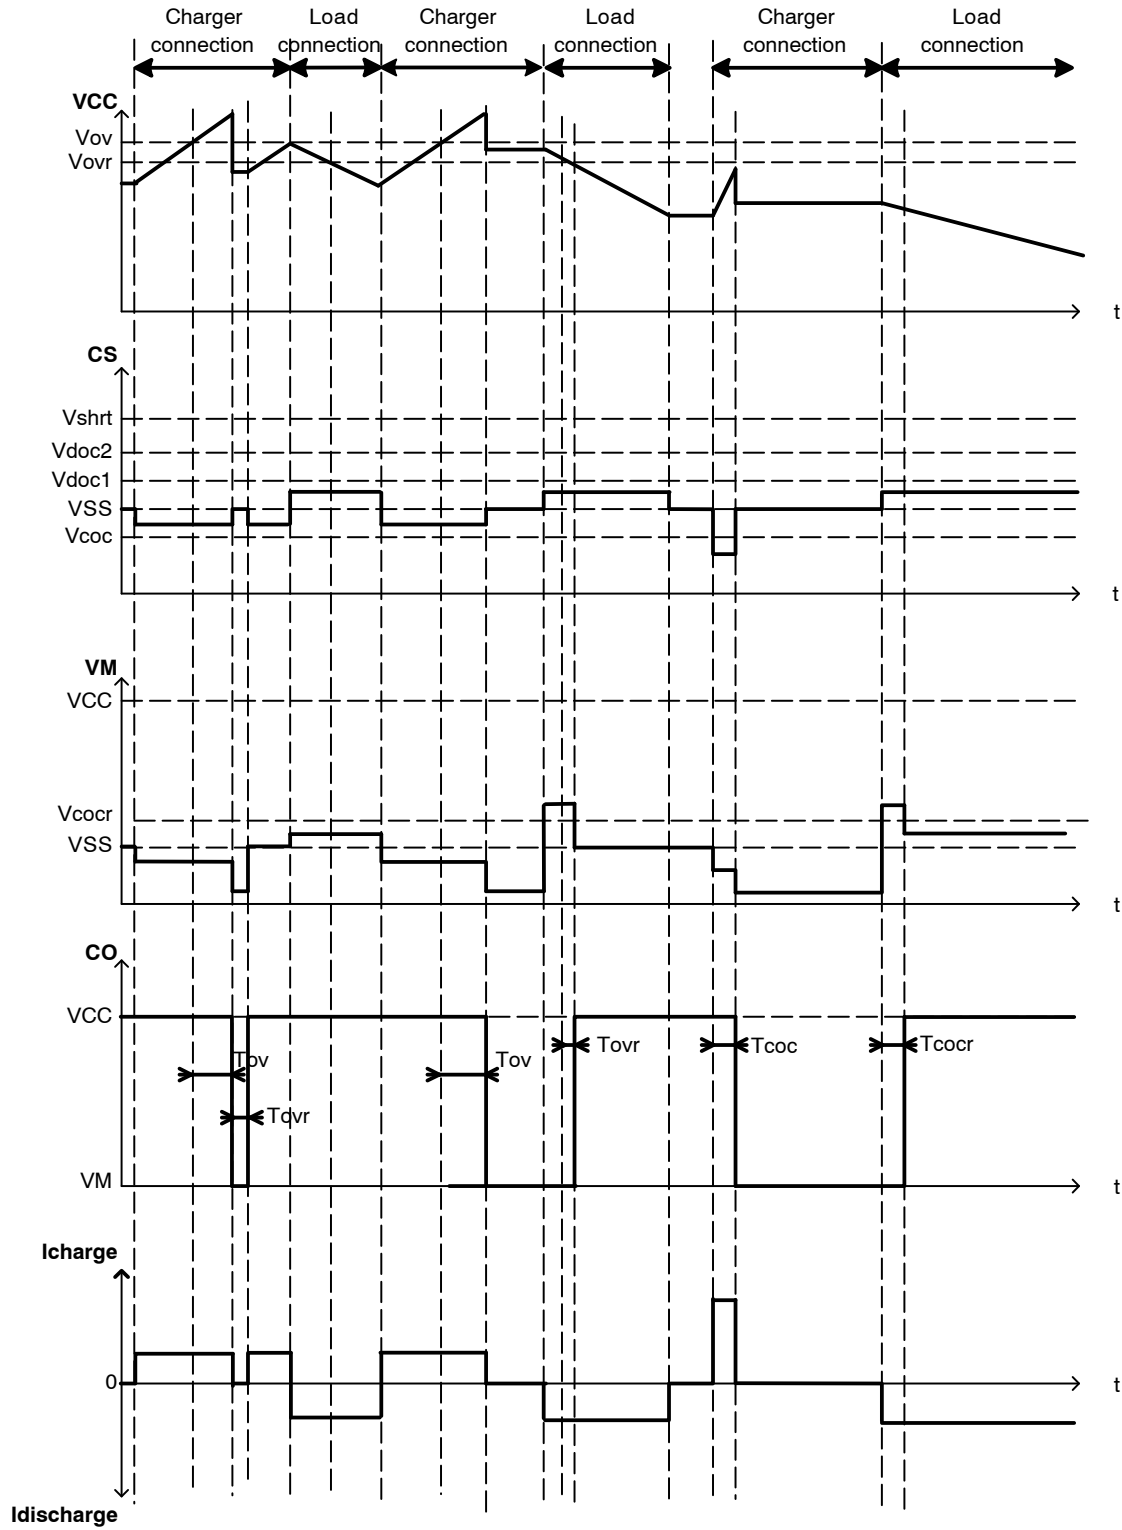 Charger
connection
Load
connection
Charger
connection
Load
connection
Charger
connection
Load
connection
VCC
Vov
Vovr
t
CS
Vshrt
Vdoc2
Vdoc1
VSS
Vcoc
t
VM
VCC
Vcocr
VSS
t
CO
VCC
Tov
Tov
Tovr
Tcoc
Tcocr
Tovr
VM
t
Icharge
0
t
Idischarge